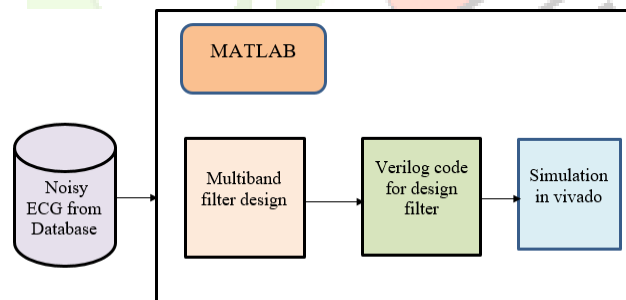 MATLAB
Noisy
ECG from
Database
Multiband
filter design
Verilog code
for design
filter
Simulation
in vivado